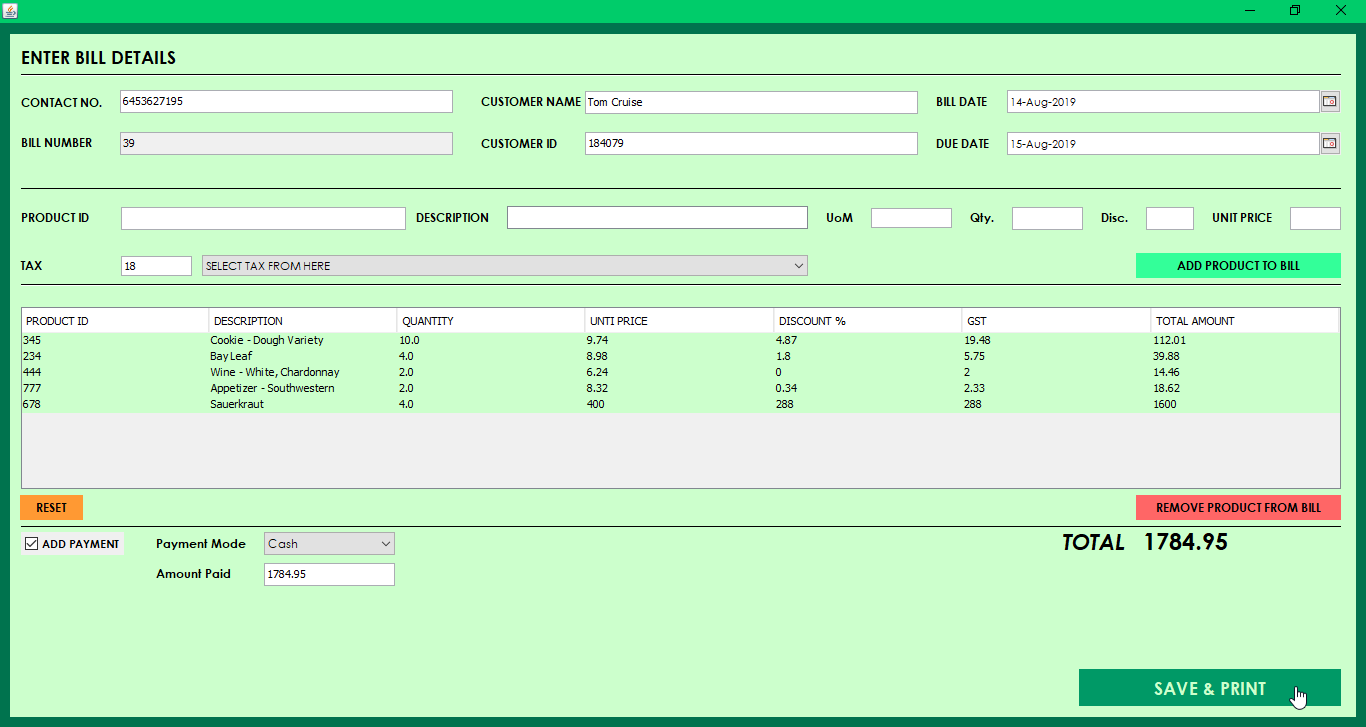 ENTER BILL DETAILS
CONTACT NO. 6453627195 CUSTOMER NAME Tom Cruise BILL DATE 14-Aug-2019
BILL NUMBER 39 CUSTOMER ID 184079 DUE DATE 15-Aug-2019
PRODUCT ID DESCRIPTION UoM Qty. Disc. UNIT PRICE
TAX 18 SELECT TAX FROM HERE ADD PRODUCT TO BILL
PRODUCT ID DESCRIPTION QUANTITY UNTI PRICE DISCOUNT % GST TOTAL AMOUNT
345 Cookie - Dough Variety 10.0 9.74 4.87 19.48 112.01
234 Bay Leaf 4.0 8.98 1.8 5.75 39.88
444 Wine - White, Chardonnay 2.0 6.24 0 2 14.46
777 Appetizer - Southwestern 2.0 8.32 0.34 2.33 18.62
678 Sauerkraut 4.0 400 288 288 1600
RESET REMOVE PRODUCT FROM BILL
ADD PAYMENT Payment Mode Cash TOTAL 1784.95
Amount Paid 1784.95
SAVE & PRINT